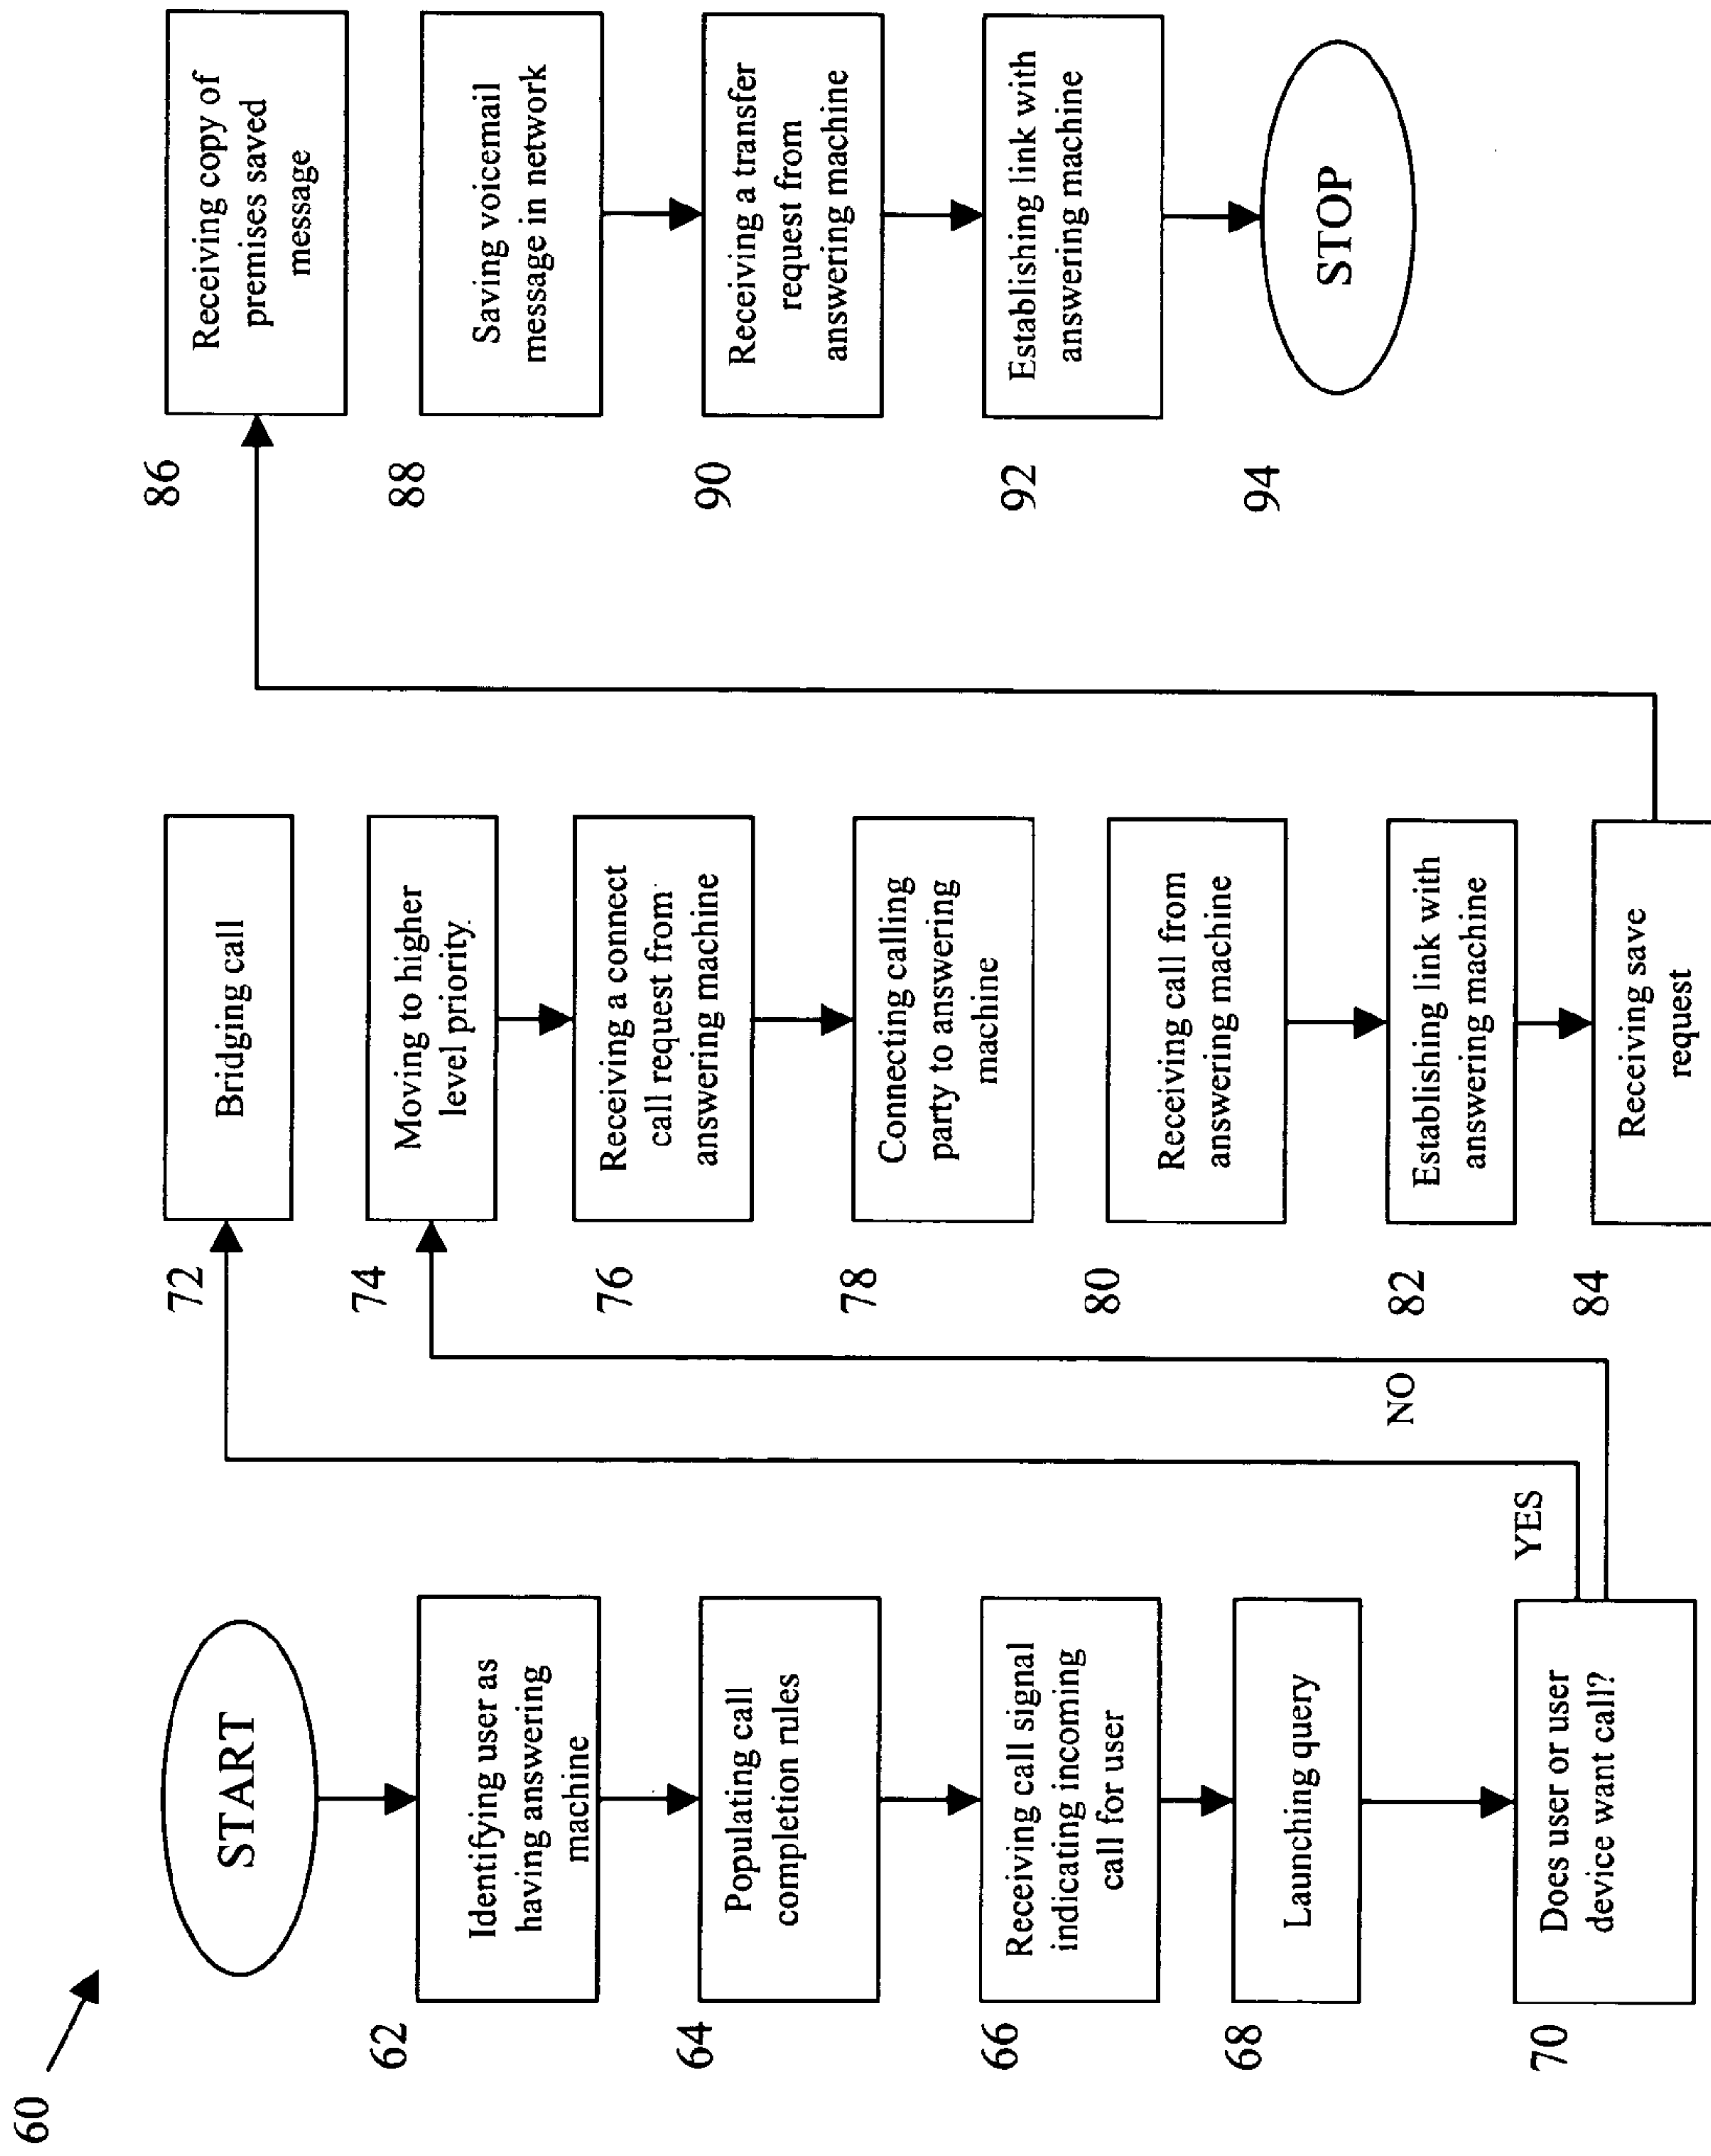 60
START
62
Identifying user as
having answering
machine
64
Populating call
completion rules
66
Receiving call signal
indicating incoming
call for user
68
Launching query
70
Does user or user
device want call?
YES
NO
72
Bridging call
74
Moving to higher
level priority
76
Receiving a connect
call request from
answering machine
78
Connecting calling
party to answering
machine
80
Receiving call from
answering machine
82
Establishing link with
answering machine
84
Receiving save
request
86
Receiving copy of
premises saved
message
88
Saving voicemail
message in network
90
Receiving a transfer
request from
answering machine
92
Establishing link with
answering machine
94
STOP